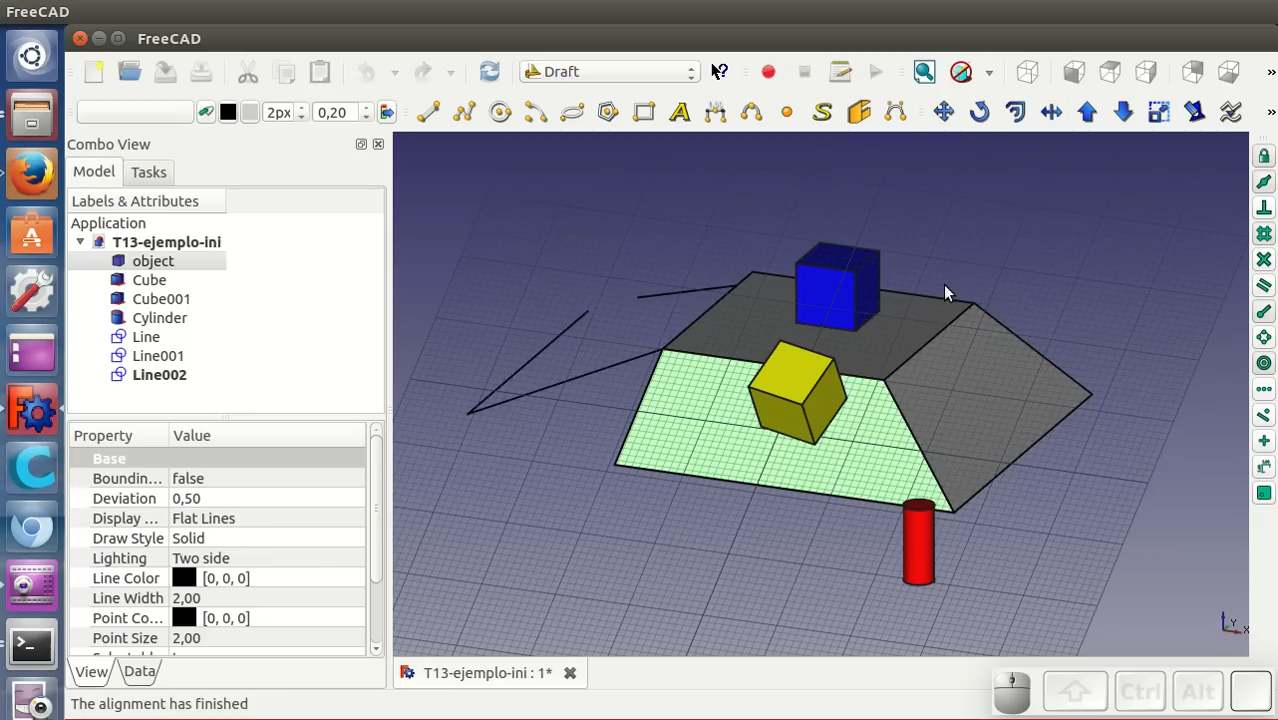 FreeCAD
FreeCAD
Draft
2px
0,20
Combo View
Model
Tasks
Labels & Attributes
Application
T13-ejemplo-ini
object
Cube
Cube001
Cylinder
Line
Line001
Line002
Property
Value
Base
Boundin... false
Deviation 0,50
Display ... Flat Lines
Draw Style Solid
Lighting Two side
Line Color [0, 0, 0]
Line Width 2,00
Point Co... [0, 0, 0]
Point Size 2,00
View
Data
T13-ejemplo-ini : 1*
Y
X
Ctrl
Alt
The alignment has finished